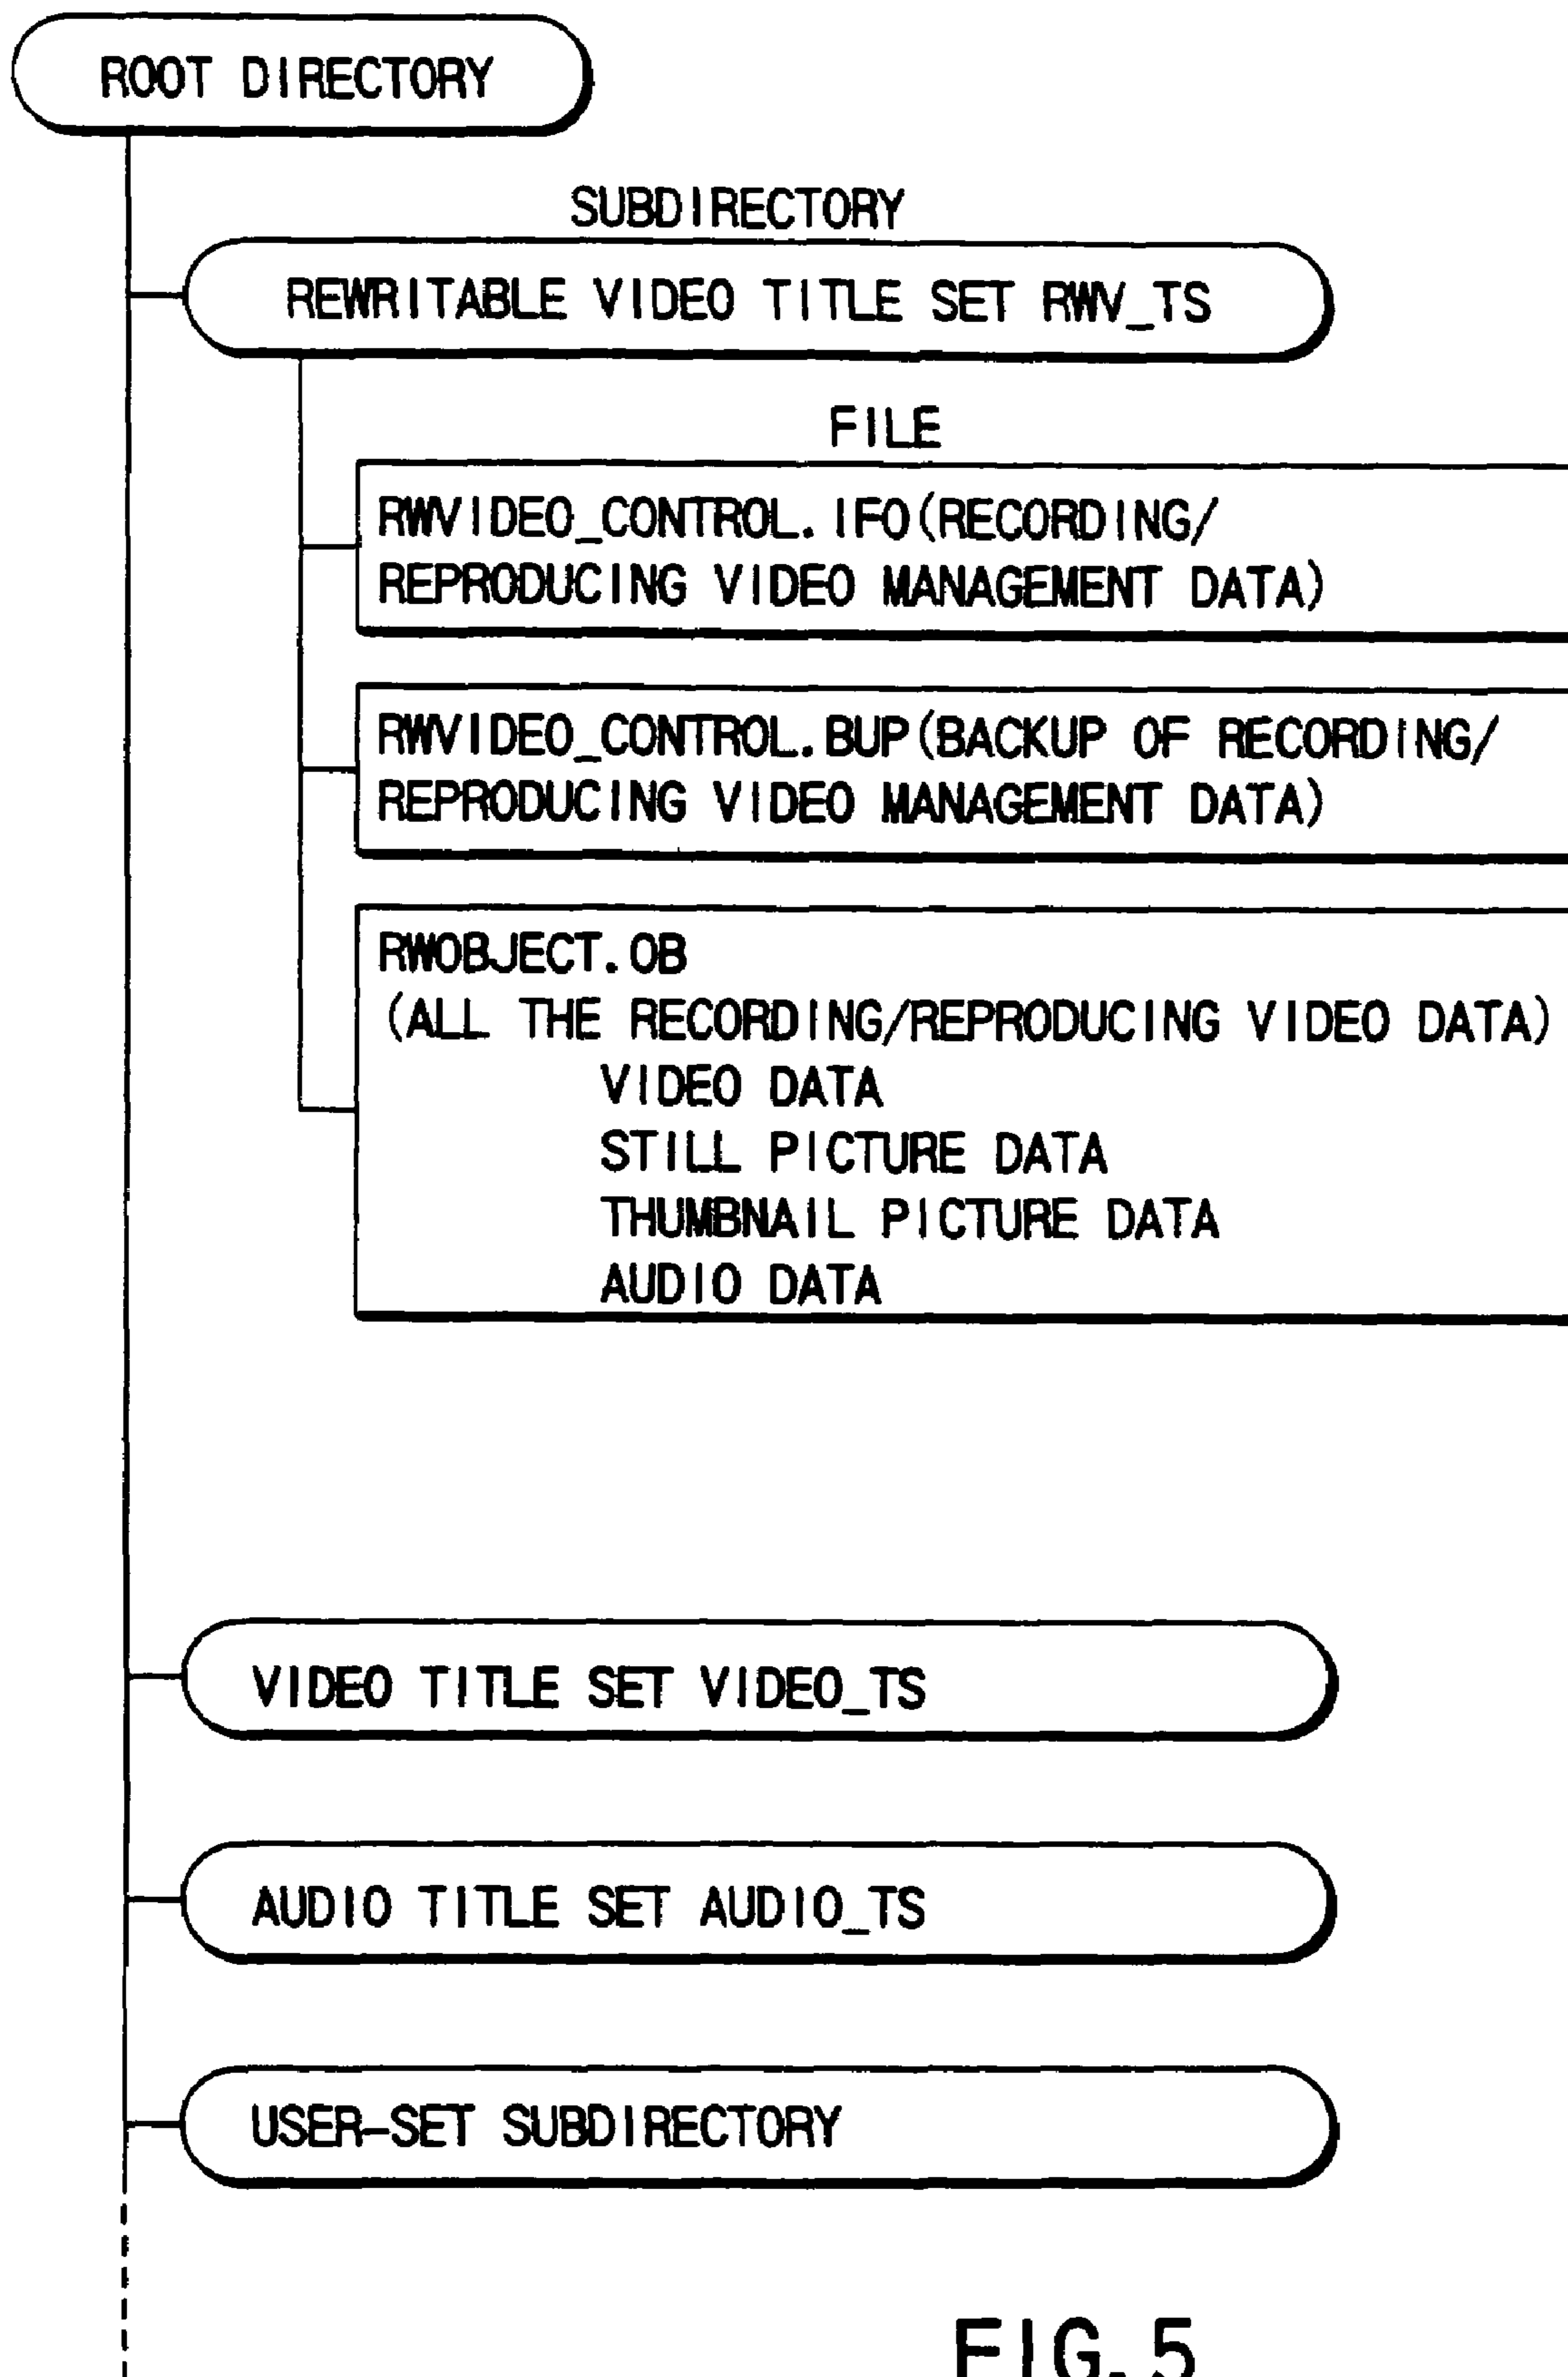 ROOT DIRECTORY
SUBDIRECTORY
REWRITABLE VIDEO TITLE SET RWV_TS
FILE
RWVIDEO_CONTROL.IFO(RECORDING/
REPRODUCING VIDEO MANAGEMENT DATA)
RWVIDEO_CONTROL.BUP(BACKUP OF RECORDING/
REPRODUCING VIDEO MANAGEMENT DATA)
RWOBJECT.OB
(ALL THE RECORDING/REPRODUCING VIDEO DATA)
VIDEO DATA
STILL PICTURE DATA
THUMBNAIL PICTURE DATA
AUDIO DATA
VIDEO TITLE SET VIDEO_TS
AUDIO TITLE SET AUDIO_TS
USER-SET SUBDIRECTORY
FIG.5